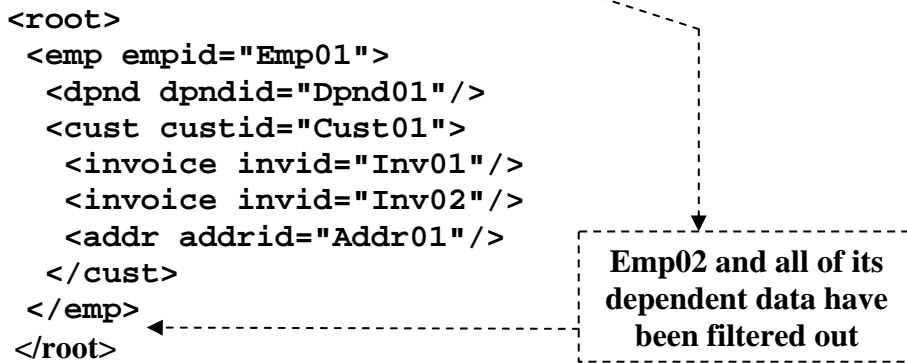 <root>
<emp empid="Emp01">
<dpnd dpndid="Dpnd01"/>
<cust custid="Cust01">
<invoice invid="Inv01"/>
<invoice invid="Inv02"/>
<addr addrid="Addr01"/>
</cust>
</emp>
</root>
Emp02 and all of its
dependent data have
been filtered out